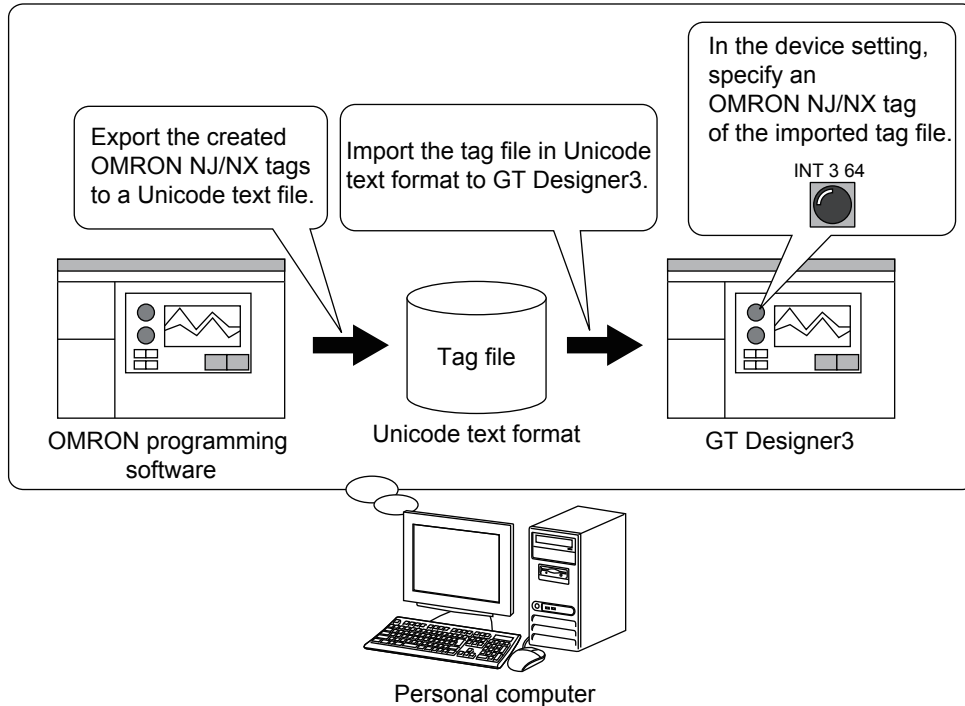 Export the created
OMRON NJ/NX tags
to a Unicode text file.
Import the tag file in Unicode
text format to GT Designer3.
In the device setting,
specify an
OMRON NJ/NX tag
of the imported tag file.
INT 3 64
Tag file
OMRON programming
software
Unicode text format
GT Designer3
Personal computer